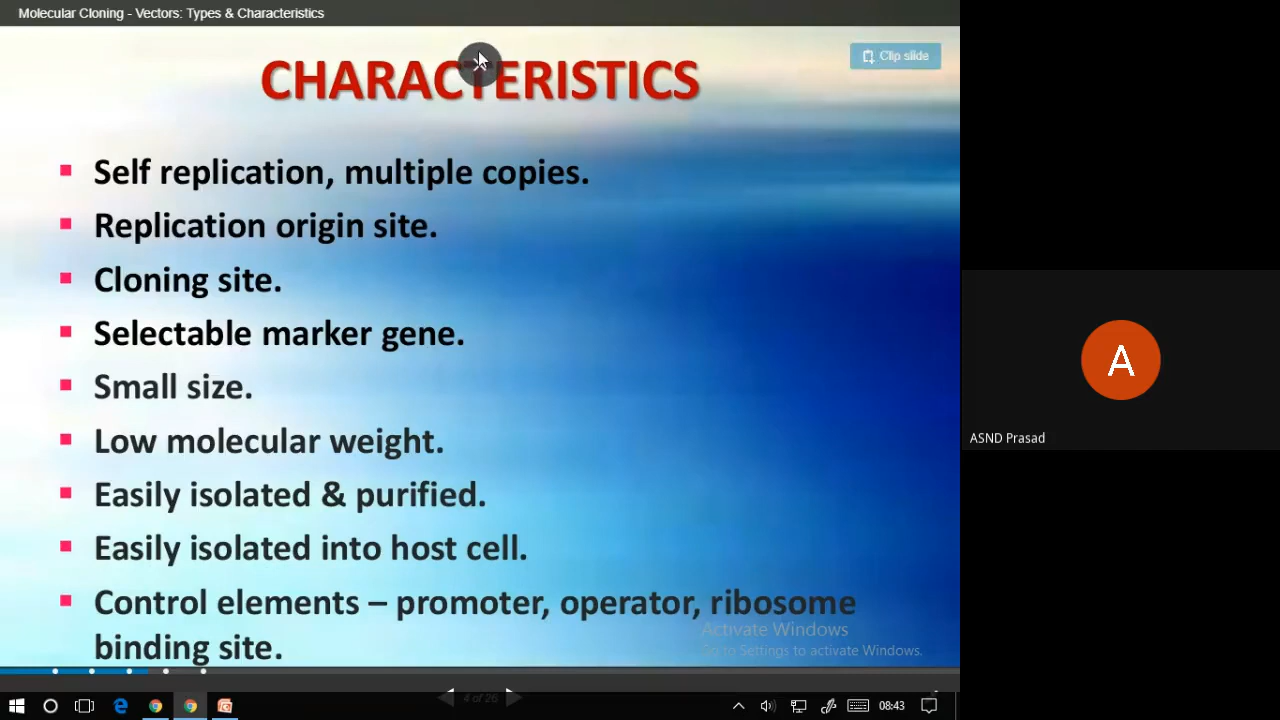 Molecular Cloning - Vectors: Types & Characteristics
Clip slide
CHARACTERISTICS
Self replication, multiple copies.
Replication origin site.
Cloning site.
Selectable marker gene.
Small size.
Low molecular weight.
Easily isolated & purified.
Easily isolated into host cell.
Control elements – promoter, operator, ribosome
binding site.
Activate Windows
Go to Settings to activate Windows.
A
ASND Prasad
4 of 26
08:43